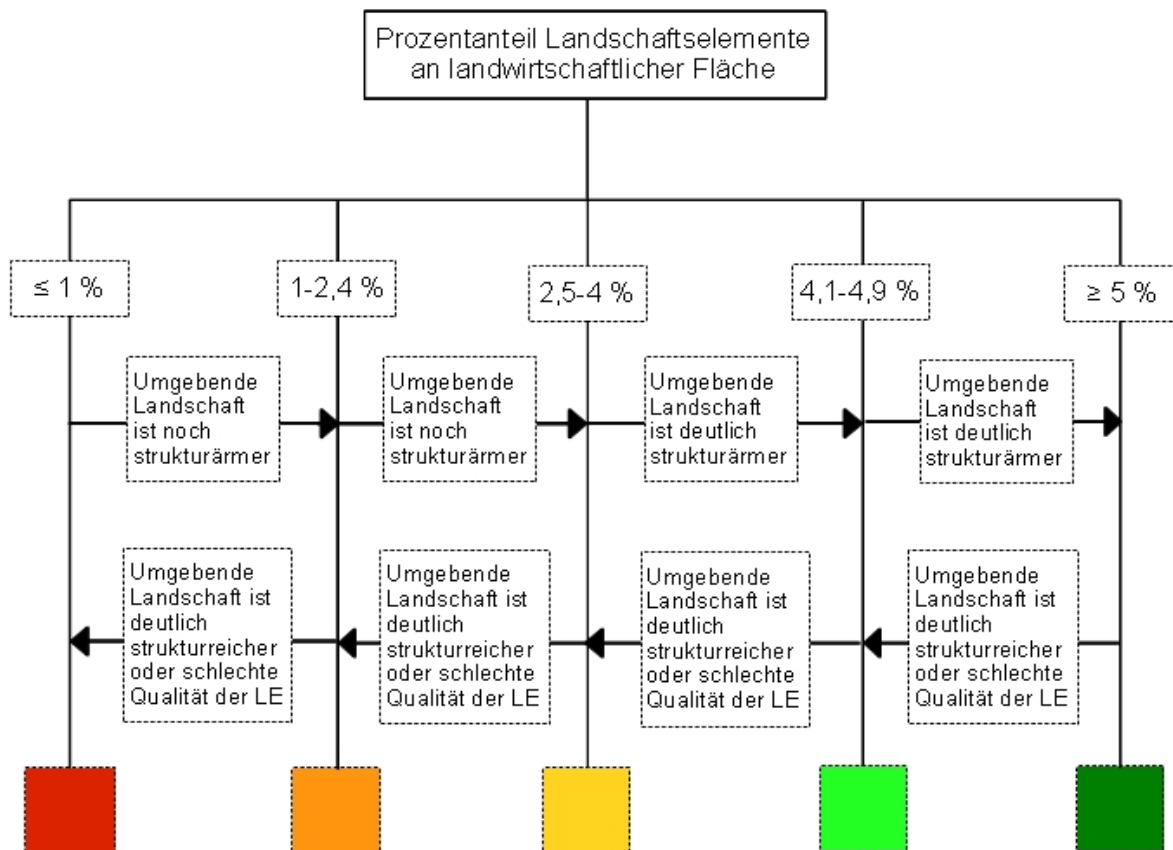 Prozentanteil Landschaftselemente
an landwirtschaftlicher Fläche
≤ 1 %
1-2,4 %
2,5-4 %
4,1-4,9 %
≥ 5 %
Umgebende
Landschaft
ist noch
strukturärmer
Umgebende
Landschaft
ist noch
strukturärmer
Umgebende
Landschaft
ist deutlich
strukturärmer
Umgebende
Landschaft
ist deutlich
strukturärmer
Umgebende
Landschaft ist
deutlich
strukturreicher
oder schlechte
Qualität der LE
Umgebende
Landschaft ist
deutlich
strukturreicher
oder schlechte
Qualität der LE
Umgebende
Landschaft ist
deutlich
strukturreicher
oder schlechte
Qualität der LE
Umgebende
Landschaft ist
deutlich
strukturreicher
oder schlechte
Qualität der LE